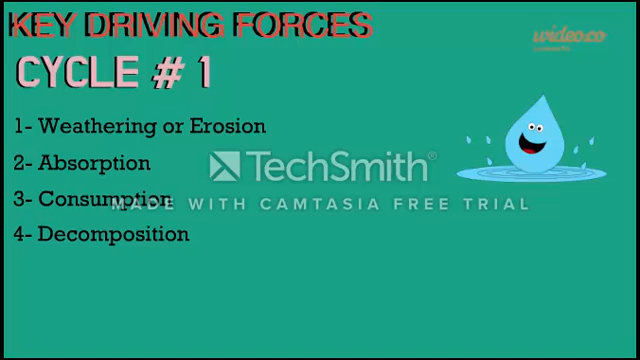 KEY DRIVING FORCES
wideo.co
CYCLE # 1
1- Weathering or Erosion
2- Absorption
TechSmith®
3- Consumption
MADE WITH CAMTASIA FREE TRIAL
4- Decomposition